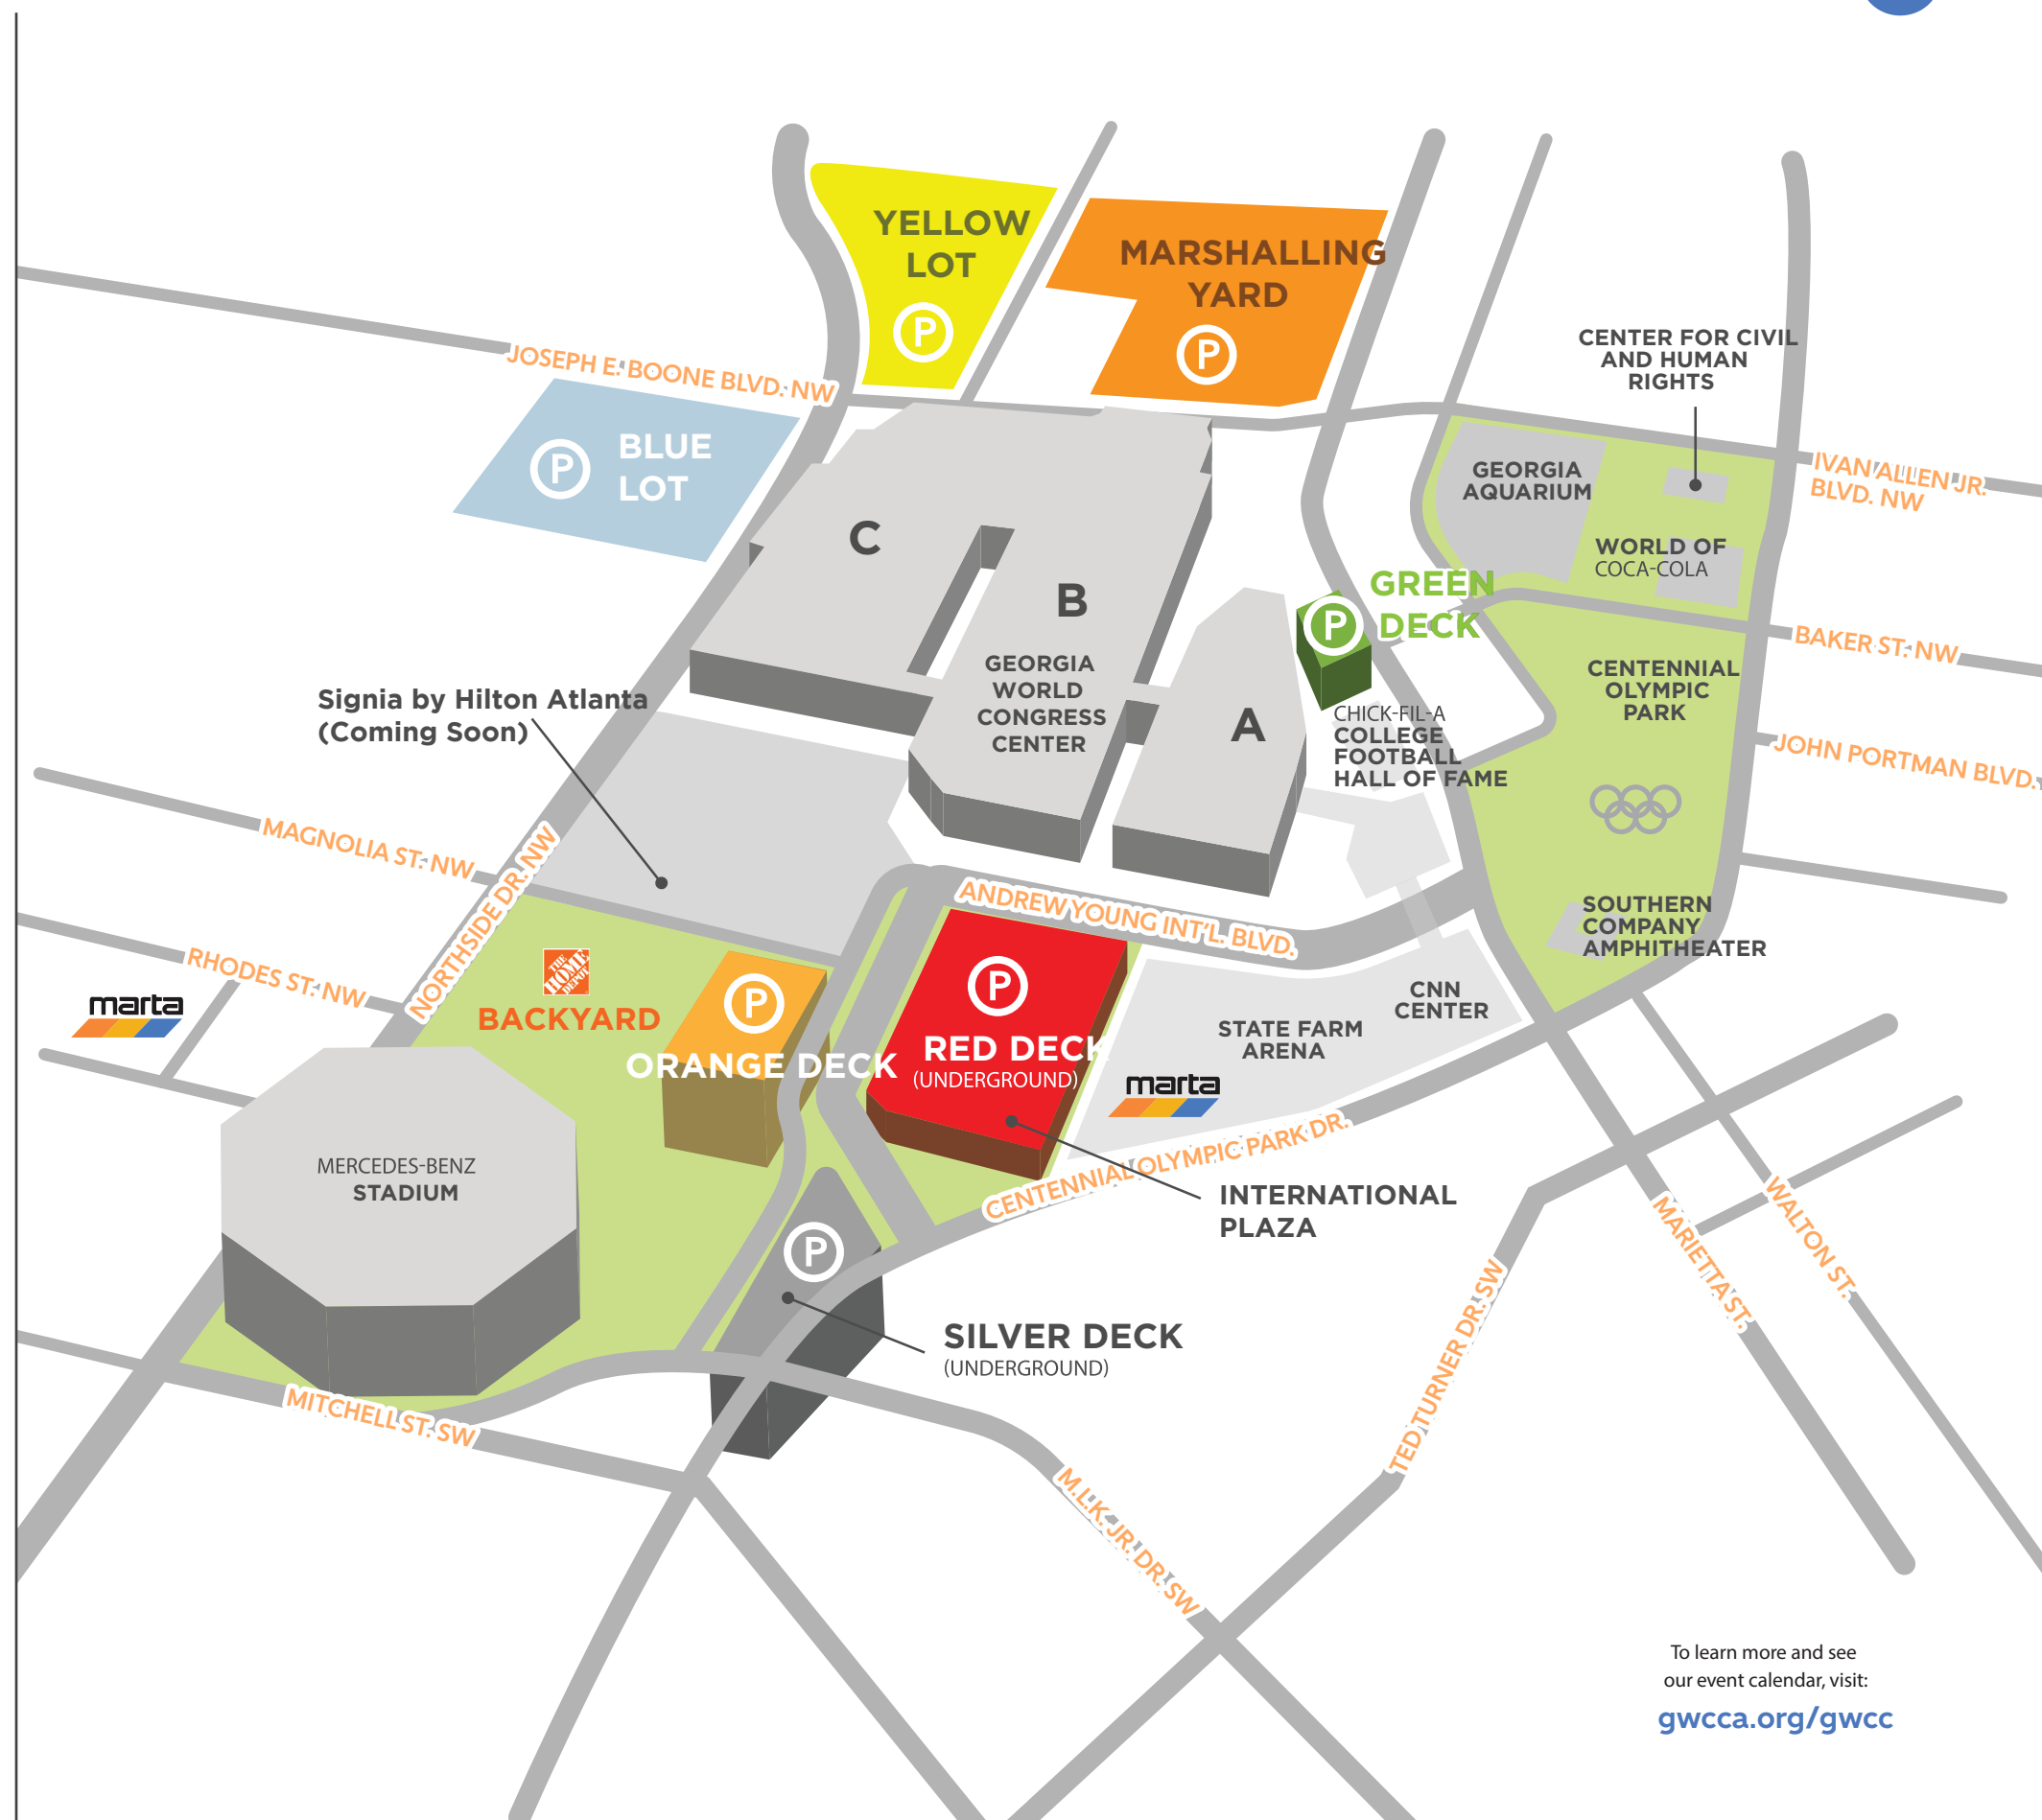 YELLOW
LOT
P
MARSHALLING
YARD
P
CENTER FOR CIVIL
AND HUMAN
RIGHTS
JOSEPH E. BOONE BLVD. NW
P
BLUE
LOT
GEORGIA
AQUARIUM
IVAN ALLEN JR.
BLVD. NW
C
WORLD OF
COCA-COLA
B
GREEN
DECK
P
BAKER ST. NW
GEORGIA
WORLD
CONGRESS
CENTER
CENTENNIAL
OLYMPIC
PARK
Signia by Hilton Atlanta
(Coming Soon)
A
CHICK-FIL-A
COLLEGE
FOOTBALL
HALL OF FAME
JOHN PORTMAN BLVD.
MAGNOLIA ST. NW
NORTHSIDE DR. NW
ANDREW YOUNG INT'L. BLVD.
SOUTHERN
COMPANY
AMPHITHEATER
RHODES ST. NW
marta
THE
HOME
DEPOT
BACKYARD
P
ORANGE DECK
P
RED DECK
(UNDERGROUND)
CNN
CENTER
STATE FARM
ARENA
marta
CENTENNIAL OLYMPIC PARK DR.
MERCEDES-BENZ
STADIUM
INTERNATIONAL
PLAZA
P
SILVER DECK
(UNDERGROUND)
MARIETTA ST.
WALTON ST.
TED TURNER DR. SW
MITCHELL ST. SW
M.L.K. JR. DR. SW
To learn more and see
our event calendar, visit:
gwcca.org/gwcc